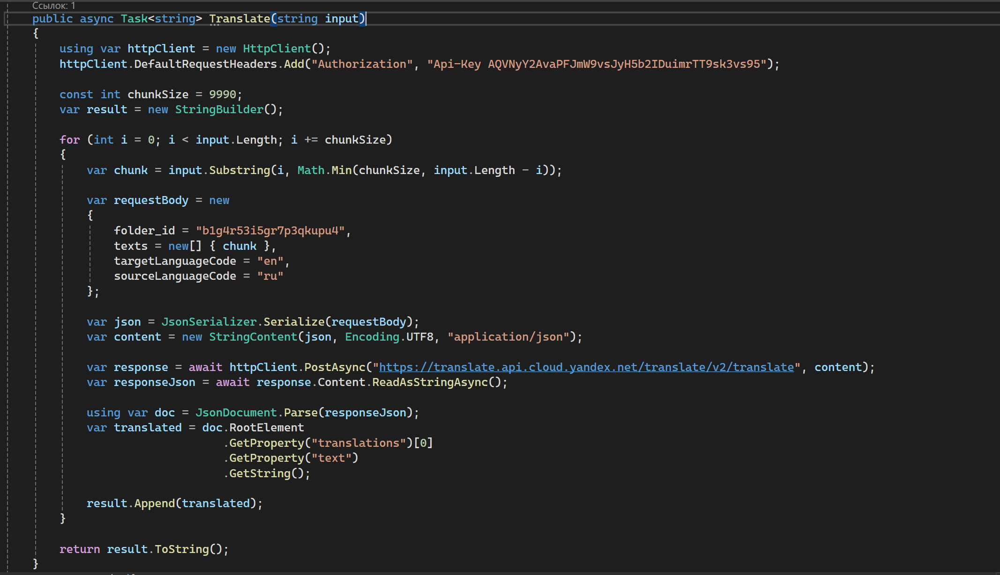 Ссылок: 1
public async Task<string> Translate(string input)
{
using var httpClient = new HttpClient();
httpClient.DefaultRequestHeaders.Add("Authorization", "Api-Key AQVNyY2AvaPFJmW9vsJyH5b2IDuimrTT9sk3vs95");
const int chunkSize = 9990;
var result = new StringBuilder();
for (int i = 0; i < input.Length; i += chunkSize)
{
var chunk = input.Substring(i, Math.Min(chunkSize, input.Length - i));
var requestBody = new
{
folder_id = "b1g4r53i5gr7p3qkupu4",
texts = new[] { chunk },
targetLanguageCode = "en",
sourceLanguageCode = "ru"
};
var json = JsonSerializer.Serialize(requestBody);
var content = new StringContent(json, Encoding.UTF8, "application/json");
var response = await httpClient.PostAsync("https://translate.api.cloud.yandex.net/translate/v2/translate", content);
var responseJson = await response.Content.ReadAsStringAsync();
using var doc = JsonDocument.Parse(responseJson);
var translated = doc.RootElement
.GetProperty("translations")[0]
.GetProperty("text")
.GetString();
result.Append(translated);
}
return result.ToString();
}